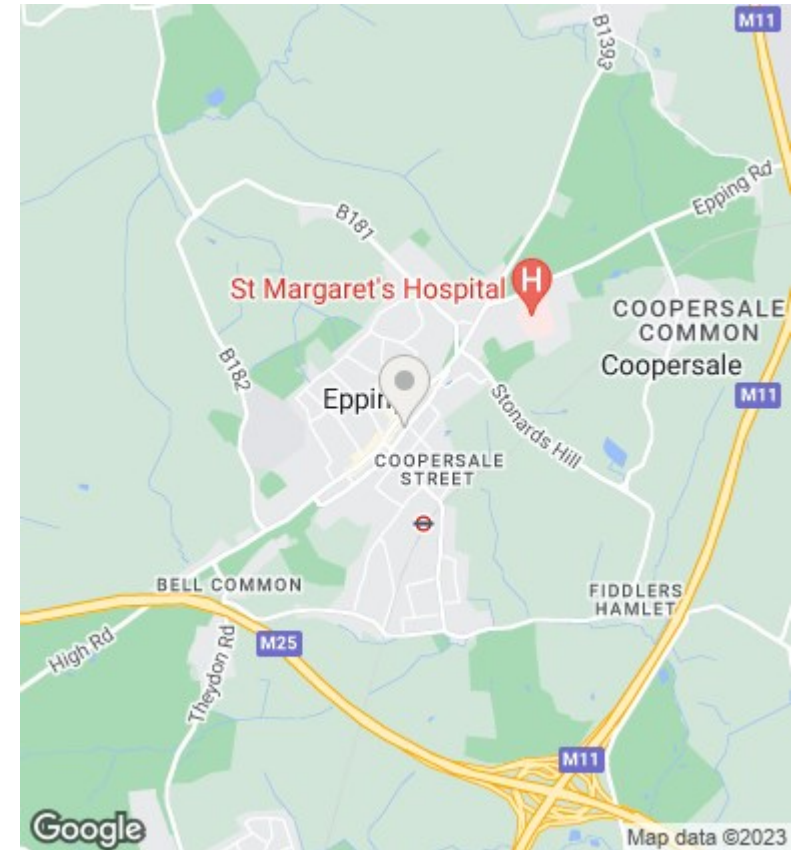 M11
B1393
Epping Rd
B181
St Margaret's Hospital
H
COOPERSALE
COMMON
Coopersale
B182
M11
Stonards Hill
COOPERSALE
STREET
BELL COMMON
FIDDLERS
HAMLET
High Rd
M25
Theydon Rd
M11
Google
Map data ©2023